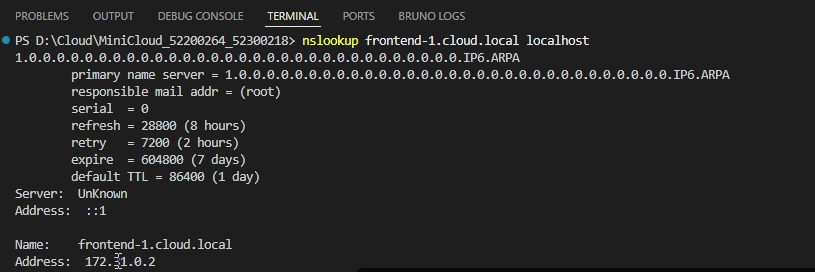 PROBLEMS OUTPUT DEBUG CONSOLE TERMINAL PORTS BRUNO LOGS
PS D:\Cloud\MiniCloud_52200264_52300218> nslookup frontend-1.cloud.local localhost
1.0.0.0.0.0.0.0.0.0.0.0.0.0.0.0.0.0.0.0.0.0.0.0.0.0.0.0.0.0.0.0.IP6.ARPA
primary name server = 1.0.0.0.0.0.0.0.0.0.0.0.0.0.0.0.0.0.0.0.0.0.0.0.0.0.0.0.0.0.0.0.IP6.ARPA
responsible mail addr = (root)
serial = 0
refresh = 28800 (8 hours)
retry = 7200 (2 hours)
expire = 604800 (7 days)
default TTL = 86400 (1 day)
Server: UnKnown
Address: ::1
Name: frontend-1.cloud.local